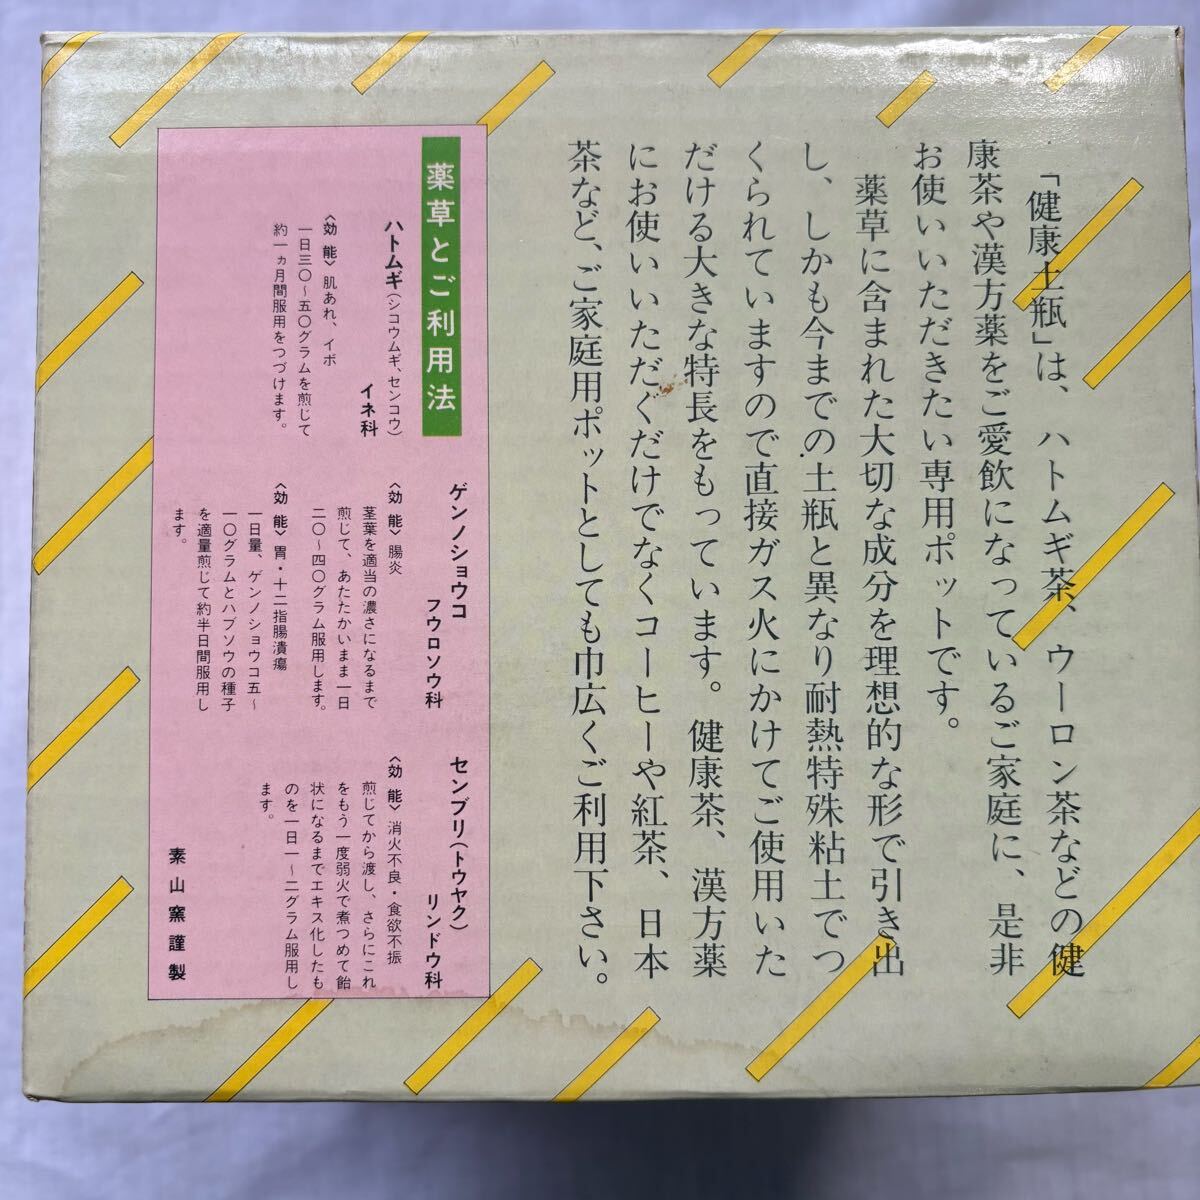 「健康土瓶」は、ハトムギ茶、ウーロン茶などの健
康茶や漢方薬をご愛飲になっているご家庭に、是非
お使いいただきたい専用ポットです。
薬草に含まれた大切な成分を理想的な形で引き出
し、しかも今までの土瓶と異なり耐熱特殊粘土でつ
くられていますので直接ガス火にかけてご使用いた
だける大きな特長をもっています。健康茶、漢方薬
にお使いいただくだけでなくコーヒーや紅茶、日本
茶など、ご家庭用ポットとしても巾広くご利用下さい。
薬草とご利用法
ハトムギ（シコウムギ、センコウ）
イネ科
〈効能〉肌あれ、イボ
一日三〇〜五〇グラムを煎じて
約一ヵ月間服用をつづけます。
ゲンノショウコ
フウロソウ科
〈効能〉腸炎
茎葉を適当の濃さになるまで
煎じて、あたたかいまま一日
二〇〜四〇グラム服用します。
〈効能〉胃・十二指腸潰瘍
一日量、ゲンノショウコ五〜
一〇グラムとハブソウの種子
を適量煎じて約半日間服用し
ます。
センブリ（トウヤク）
リンドウ科
〈効能〉消火不良・食欲不振
煎じてから渡し、さらにこれ
をもう一度弱火で煮つめて飴
状になるまでエキス化したも
のを一日一〜二グラム服用し
ます。
素山窯謹製